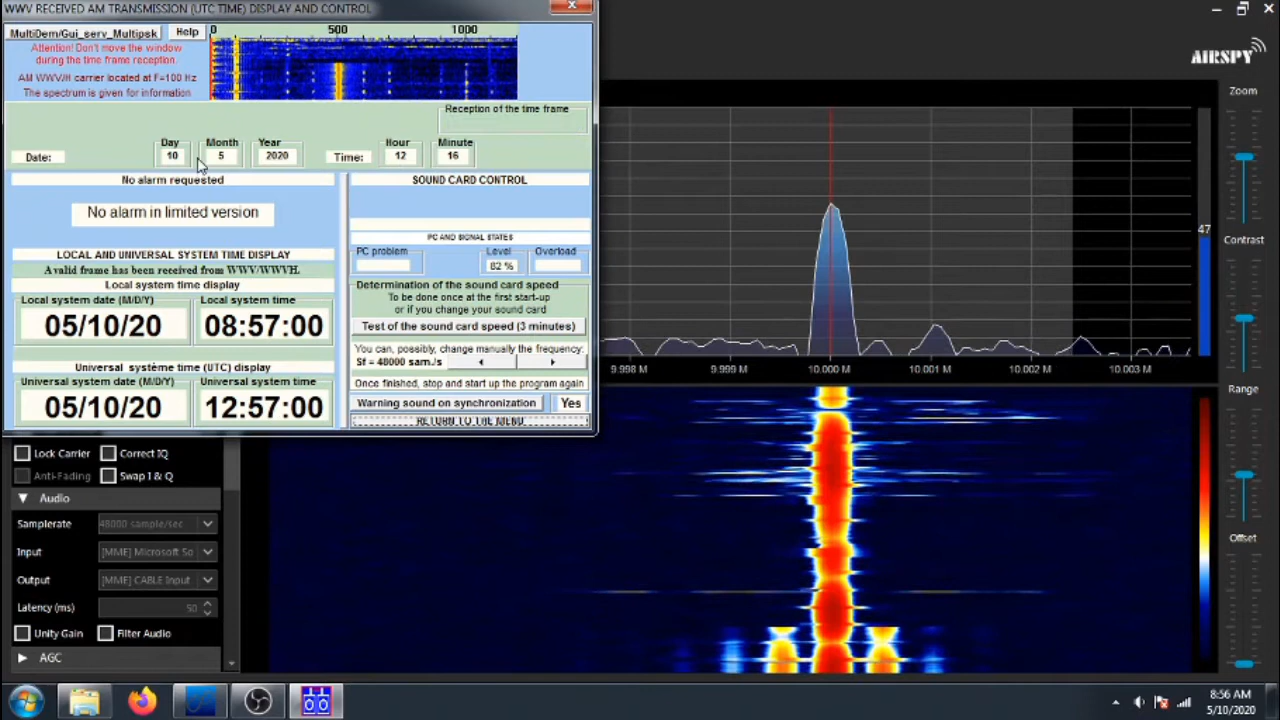 WWV RECEIVED AM TRANSMISSION (UTC TIME) DISPLAY AND CONTROL
MultiDem/Gui_serv_Multipsk
Help
0 500 1000
Attention! Don't move the window
during the time frame reception.
AM WWV/H carrier located at F=100 Hz
The spectrum is given for information
Reception of the time frame
Date:
Day
10
Month
5
Year
2020
Time:
Hour
12
Minute
16
No alarm requested
No alarm in limited version
LOCAL AND UNIVERSAL SYSTEM TIME DISPLAY
A valid frame has been received from WWV/WWVH.
Local system time display
Local system date (M/D/Y)
05/10/20
Local system time
08:57:00
Universal système time (UTC) display
Universal system date (M/D/Y)
05/10/20
Universal system time
12:57:00
SOUND CARD CONTROL
PC AND SIGNAL STATES
PC problem
Level
82 %
Overload
Determination of the sound card speed
To be done once at the first start-up
or if you change your sound card
Test of the sound card speed (3 minutes)
You can, possibly, change manually the frequency:
Sf = 48000 sam./s
Once finished, stop and start up the program again
Warning sound on synchronization
Yes
RETURN TO THE MENU
Lock Carrier
Correct IQ
Anti-Fading
Swap I & Q
Audio
Samplerate
48000 sample/sec
Input
[MME] Microsoft So
Output
[MME] CABLE Input
Latency (ms)
50
Unity Gain
Filter Audio
AGC
AIRSPY
Zoom
47
Contrast
Range
Offset
9.998 M
9.999 M
10.000 M
10.001 M
10.002 M
10.003 M
8:56 AM
5/10/2020